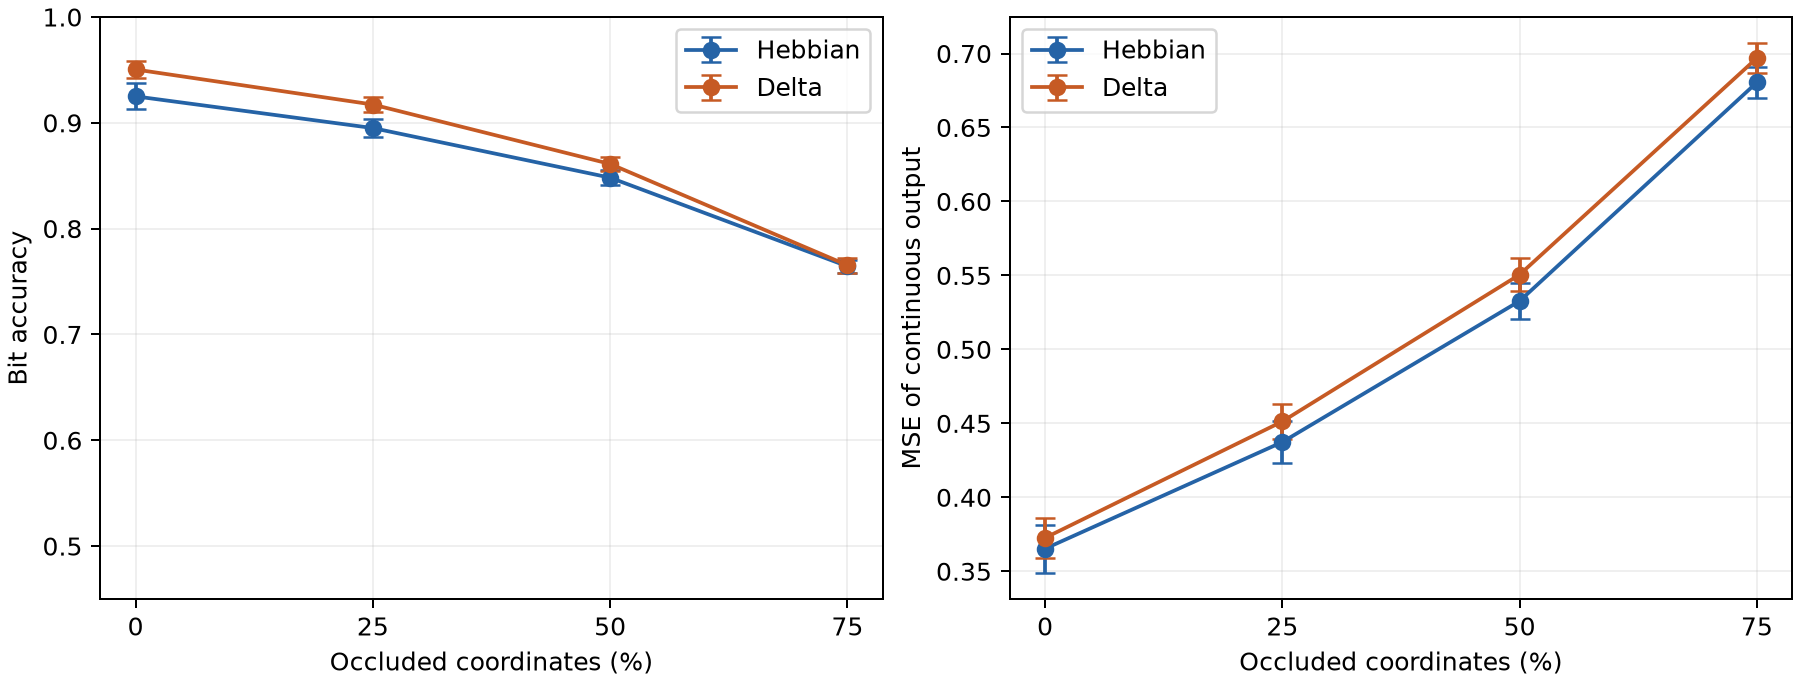 Bit accuracy
1.0
0.9
0.8
0.7
0.6
0.5
Hebbian
Delta
0
25
50
75
Occluded coordinates (%)
MSE of continuous output
0.70
0.65
0.60
0.55
0.50
0.45
0.40
0.35
Hebbian
Delta
0
25
50
75
Occluded coordinates (%)